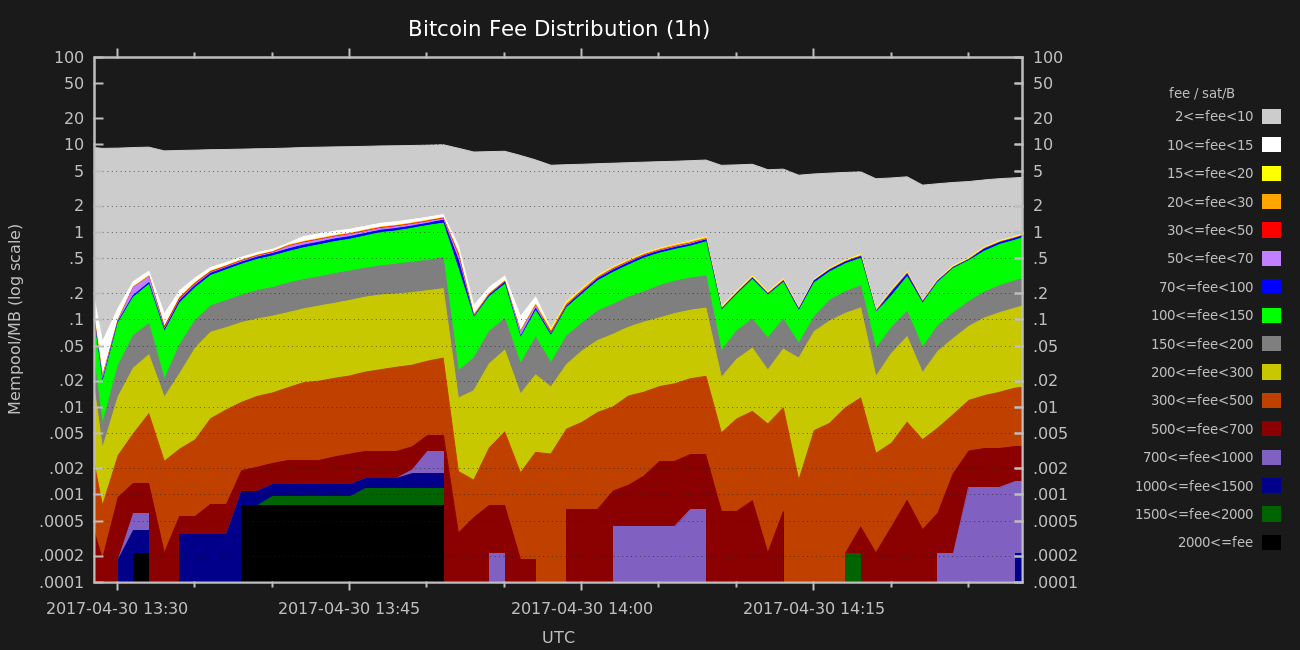 Bitcoin Fee Distribution (1h)
Mempool/MB (log scale)
100
50
20
10
5
2
1
.5
.2
.1
.05
.02
.01
.005
.002
.001
.0005
.0002
.0001
100
50
20
10
5
2
1
.5
.2
.1
.05
.02
.01
.005
.002
.001
.0005
.0002
.0001
2017-04-30 13:30 2017-04-30 13:45 2017-04-30 14:00 2017-04-30 14:15
UTC
fee / sat/B
2<=fee<10
10<=fee<15
15<=fee<20
20<=fee<30
30<=fee<50
50<=fee<70
70<=fee<100
100<=fee<150
150<=fee<200
200<=fee<300
300<=fee<500
500<=fee<700
700<=fee<1000
1000<=fee<1500
1500<=fee<2000
2000<=fee